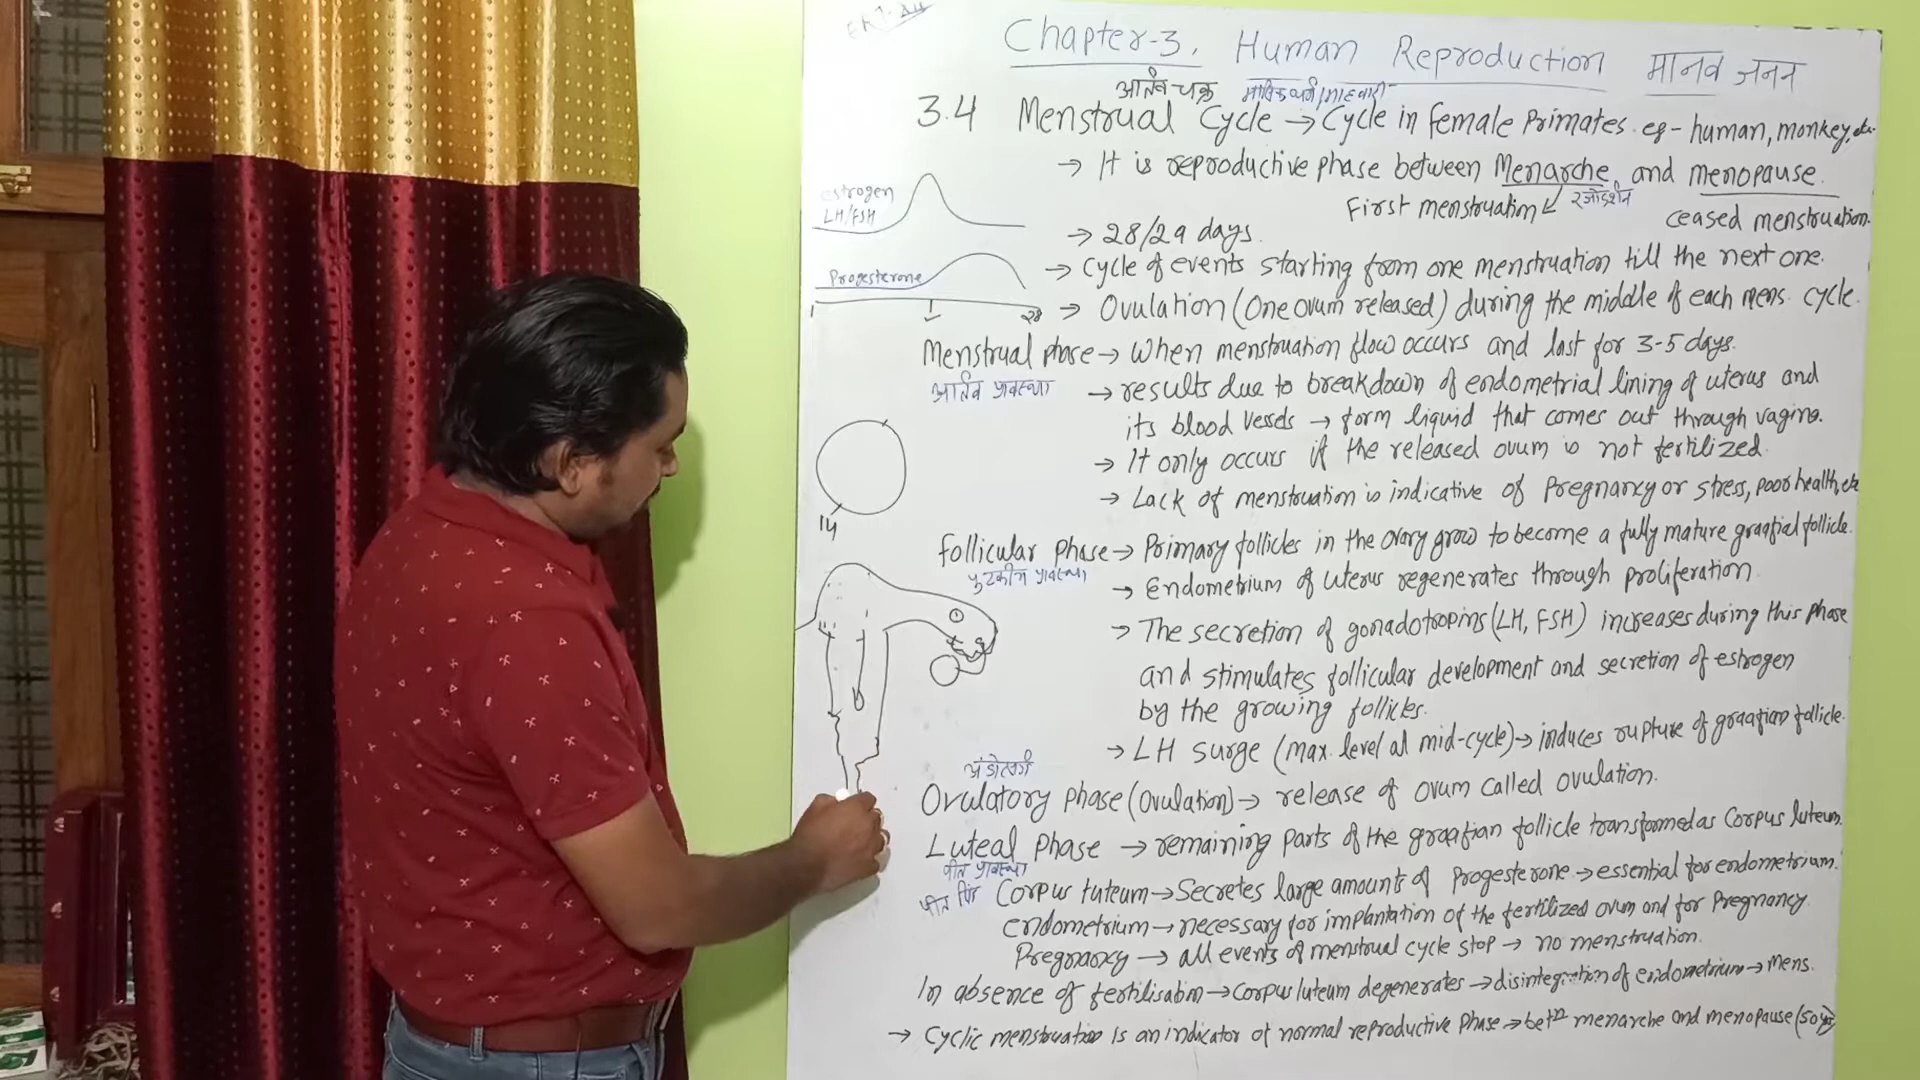 Chapter-3. Human Reproduction मानव जनन
आर्तव चक्र मासिक धर्म/माहवारी
3.4 Menstrual Cycle → Cycle in female Primates. eg - human, monkey, etc.
→ It is reproductive phase between Menarche and menopause.
First menstruation रजोदर्शन ceased menstruation.
→ 28/29 days.
→ Cycle of events starting from one menstruation till the next one.
→ Ovulation (One ovum released) during the middle of each mens. cycle.
estrogen
LH/FSH
Progesterone
1 28
Menstrual phase → When menstruation flow occurs and last for 3-5 days.
आर्तव प्रावस्था → results due to breakdown of endometrial lining of uterus and
its blood vessels → form liquid that comes out through vagina.
→ It only occurs if the released ovum is not fertilized.
→ Lack of menstruation is indicative of Pregnancy or stress, poor health, etc
14
follicular phase → Primary follicles in the ovary grow to become a fully mature graafial follicle.
पुटकीय प्रावस्था → Endometrium of uterus regenerates through proliferation.
→ The secretion of gonadotropins (LH, FSH) increases during this phase
and stimulates follicular development and secretion of estrogen
by the growing follicles.
→ LH surge (max. level at mid-cycle) → induces rupture of graafian follicle.
अंडोत्सर्ग
Ovulatory phase (Ovulation) → release of ovum called ovulation.
Luteal Phase → remaining parts of the graafian follicle transformed as Corpus luteum.
पीत प्रावस्था
पीत पिंड Corpus luteum → Secretes large amounts of Progesterone → essential for endometrium.
endometrium → necessary for implantation of the fertilized ovum and for Pregnancy.
Pregnancy → all events of menstrual cycle stop → no menstruation.
In absence of fertilisation → corpus luteum degenerates → disintegration of endometrium → mens.
→ Cyclic menstruation is an indicator of normal reproductive phase → betn menarche and menopause (50 yrs)